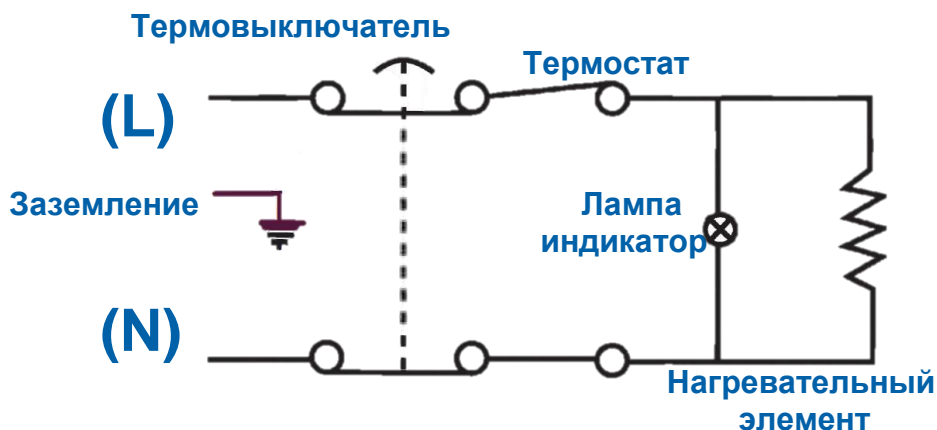 Термовыключатель
Термостат
(L)
Заземление
Лампа
индикатор
(N)
Нагревательный
элемент